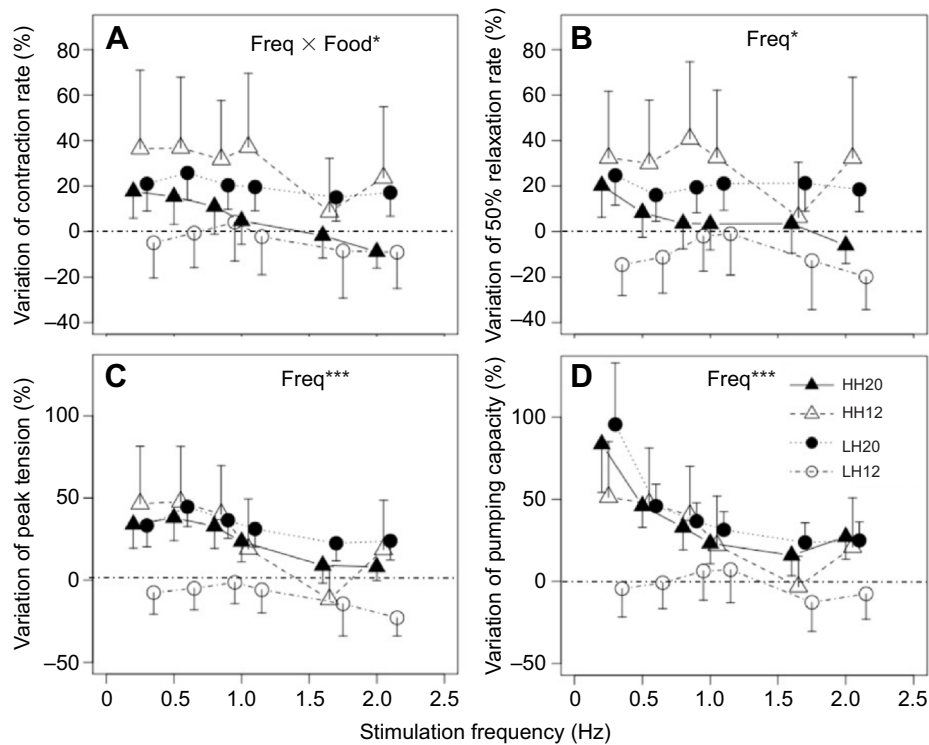 A
Freq × Food*
Variation of contraction rate (%)
80
60
40
20
0
–20
–40
B
Freq*
Variation of 50% relaxation rate (%)
80
60
40
20
0
–20
–40
C
Freq***
Variation of peak tension (%)
100
50
0
–50
0 0.5 1.0 1.5 2.0 2.5
D
Freq***
Variation of pumping capacity (%)
100
50
0
–50
HH20
HH12
LH20
LH12
0 0.5 1.0 1.5 2.0 2.5
Stimulation frequency (Hz)